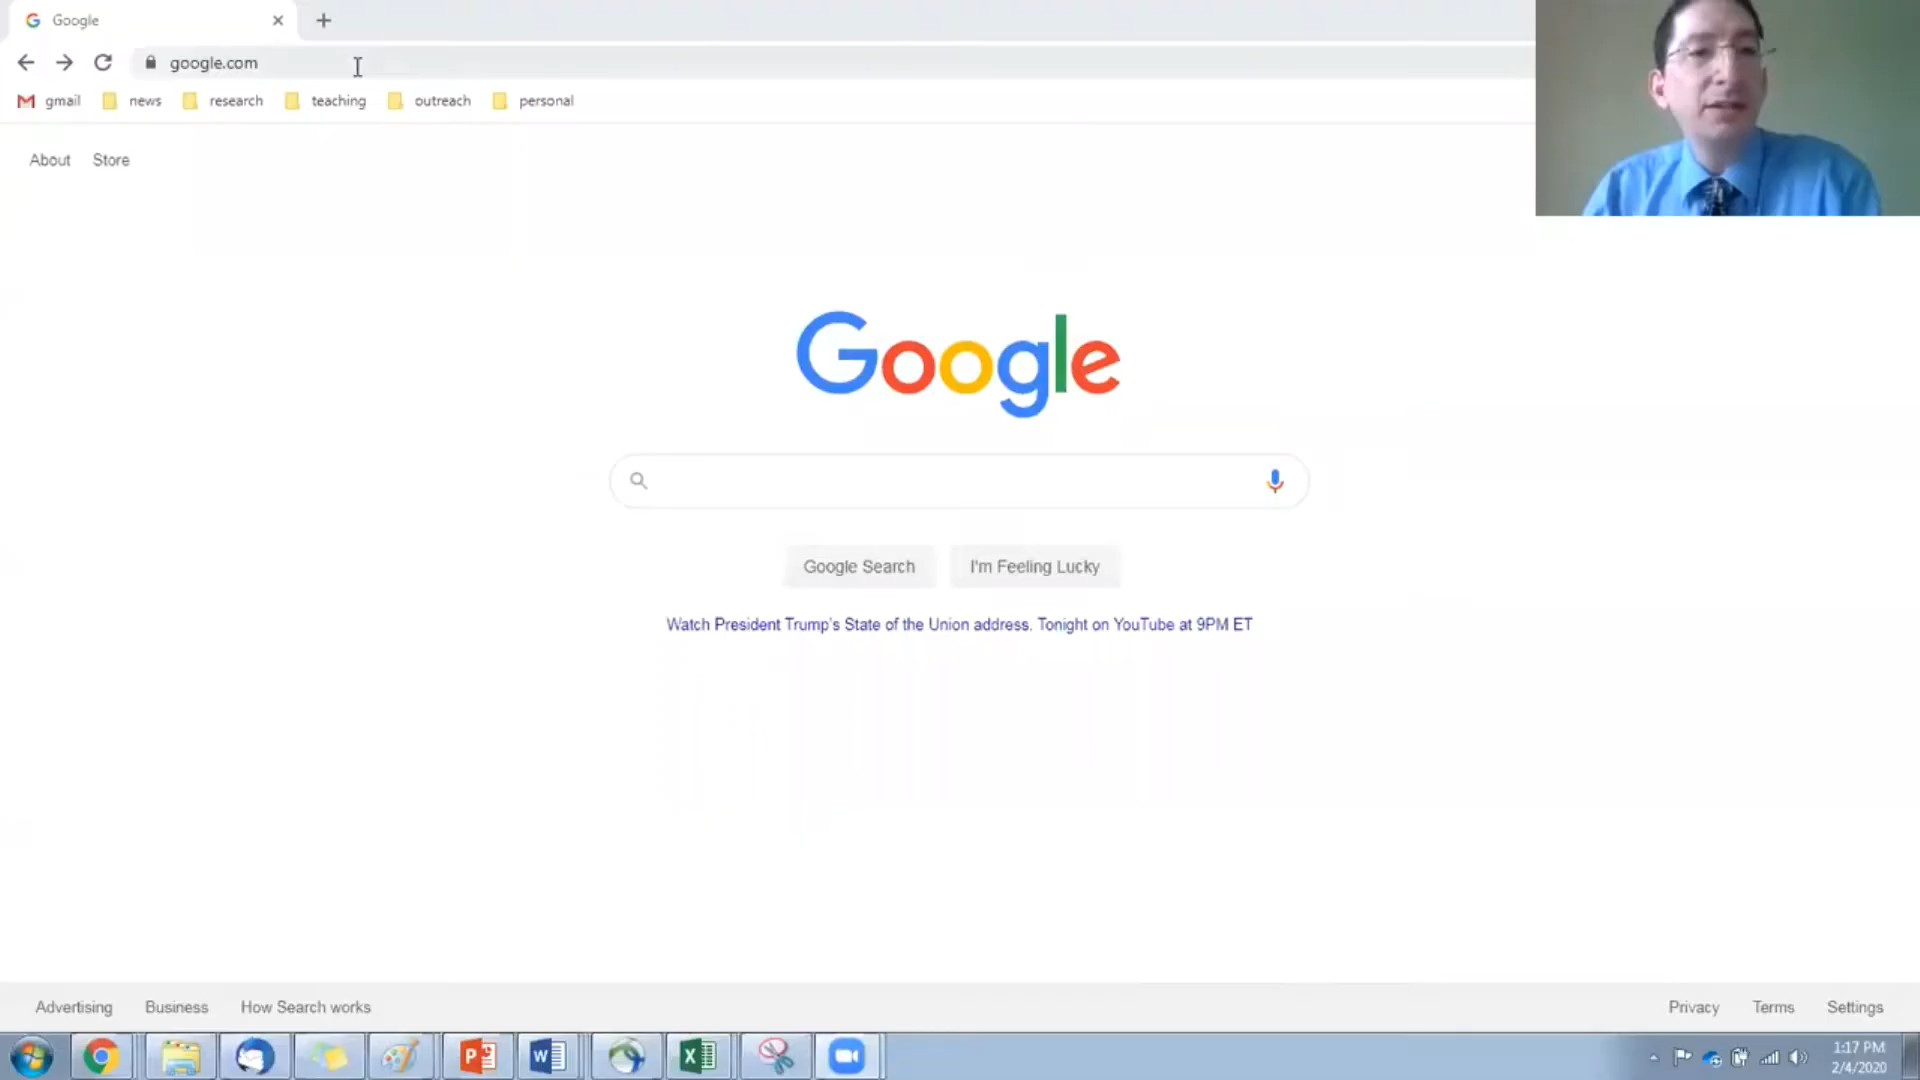 Google
google.com
gmail news research teaching outreach personal
About Store
Google
Google Search I'm Feeling Lucky
Watch President Trump's State of the Union address. Tonight on YouTube at 9PM ET
Advertising Business How Search works Privacy Terms Settings
1:17 PM
2/4/2020